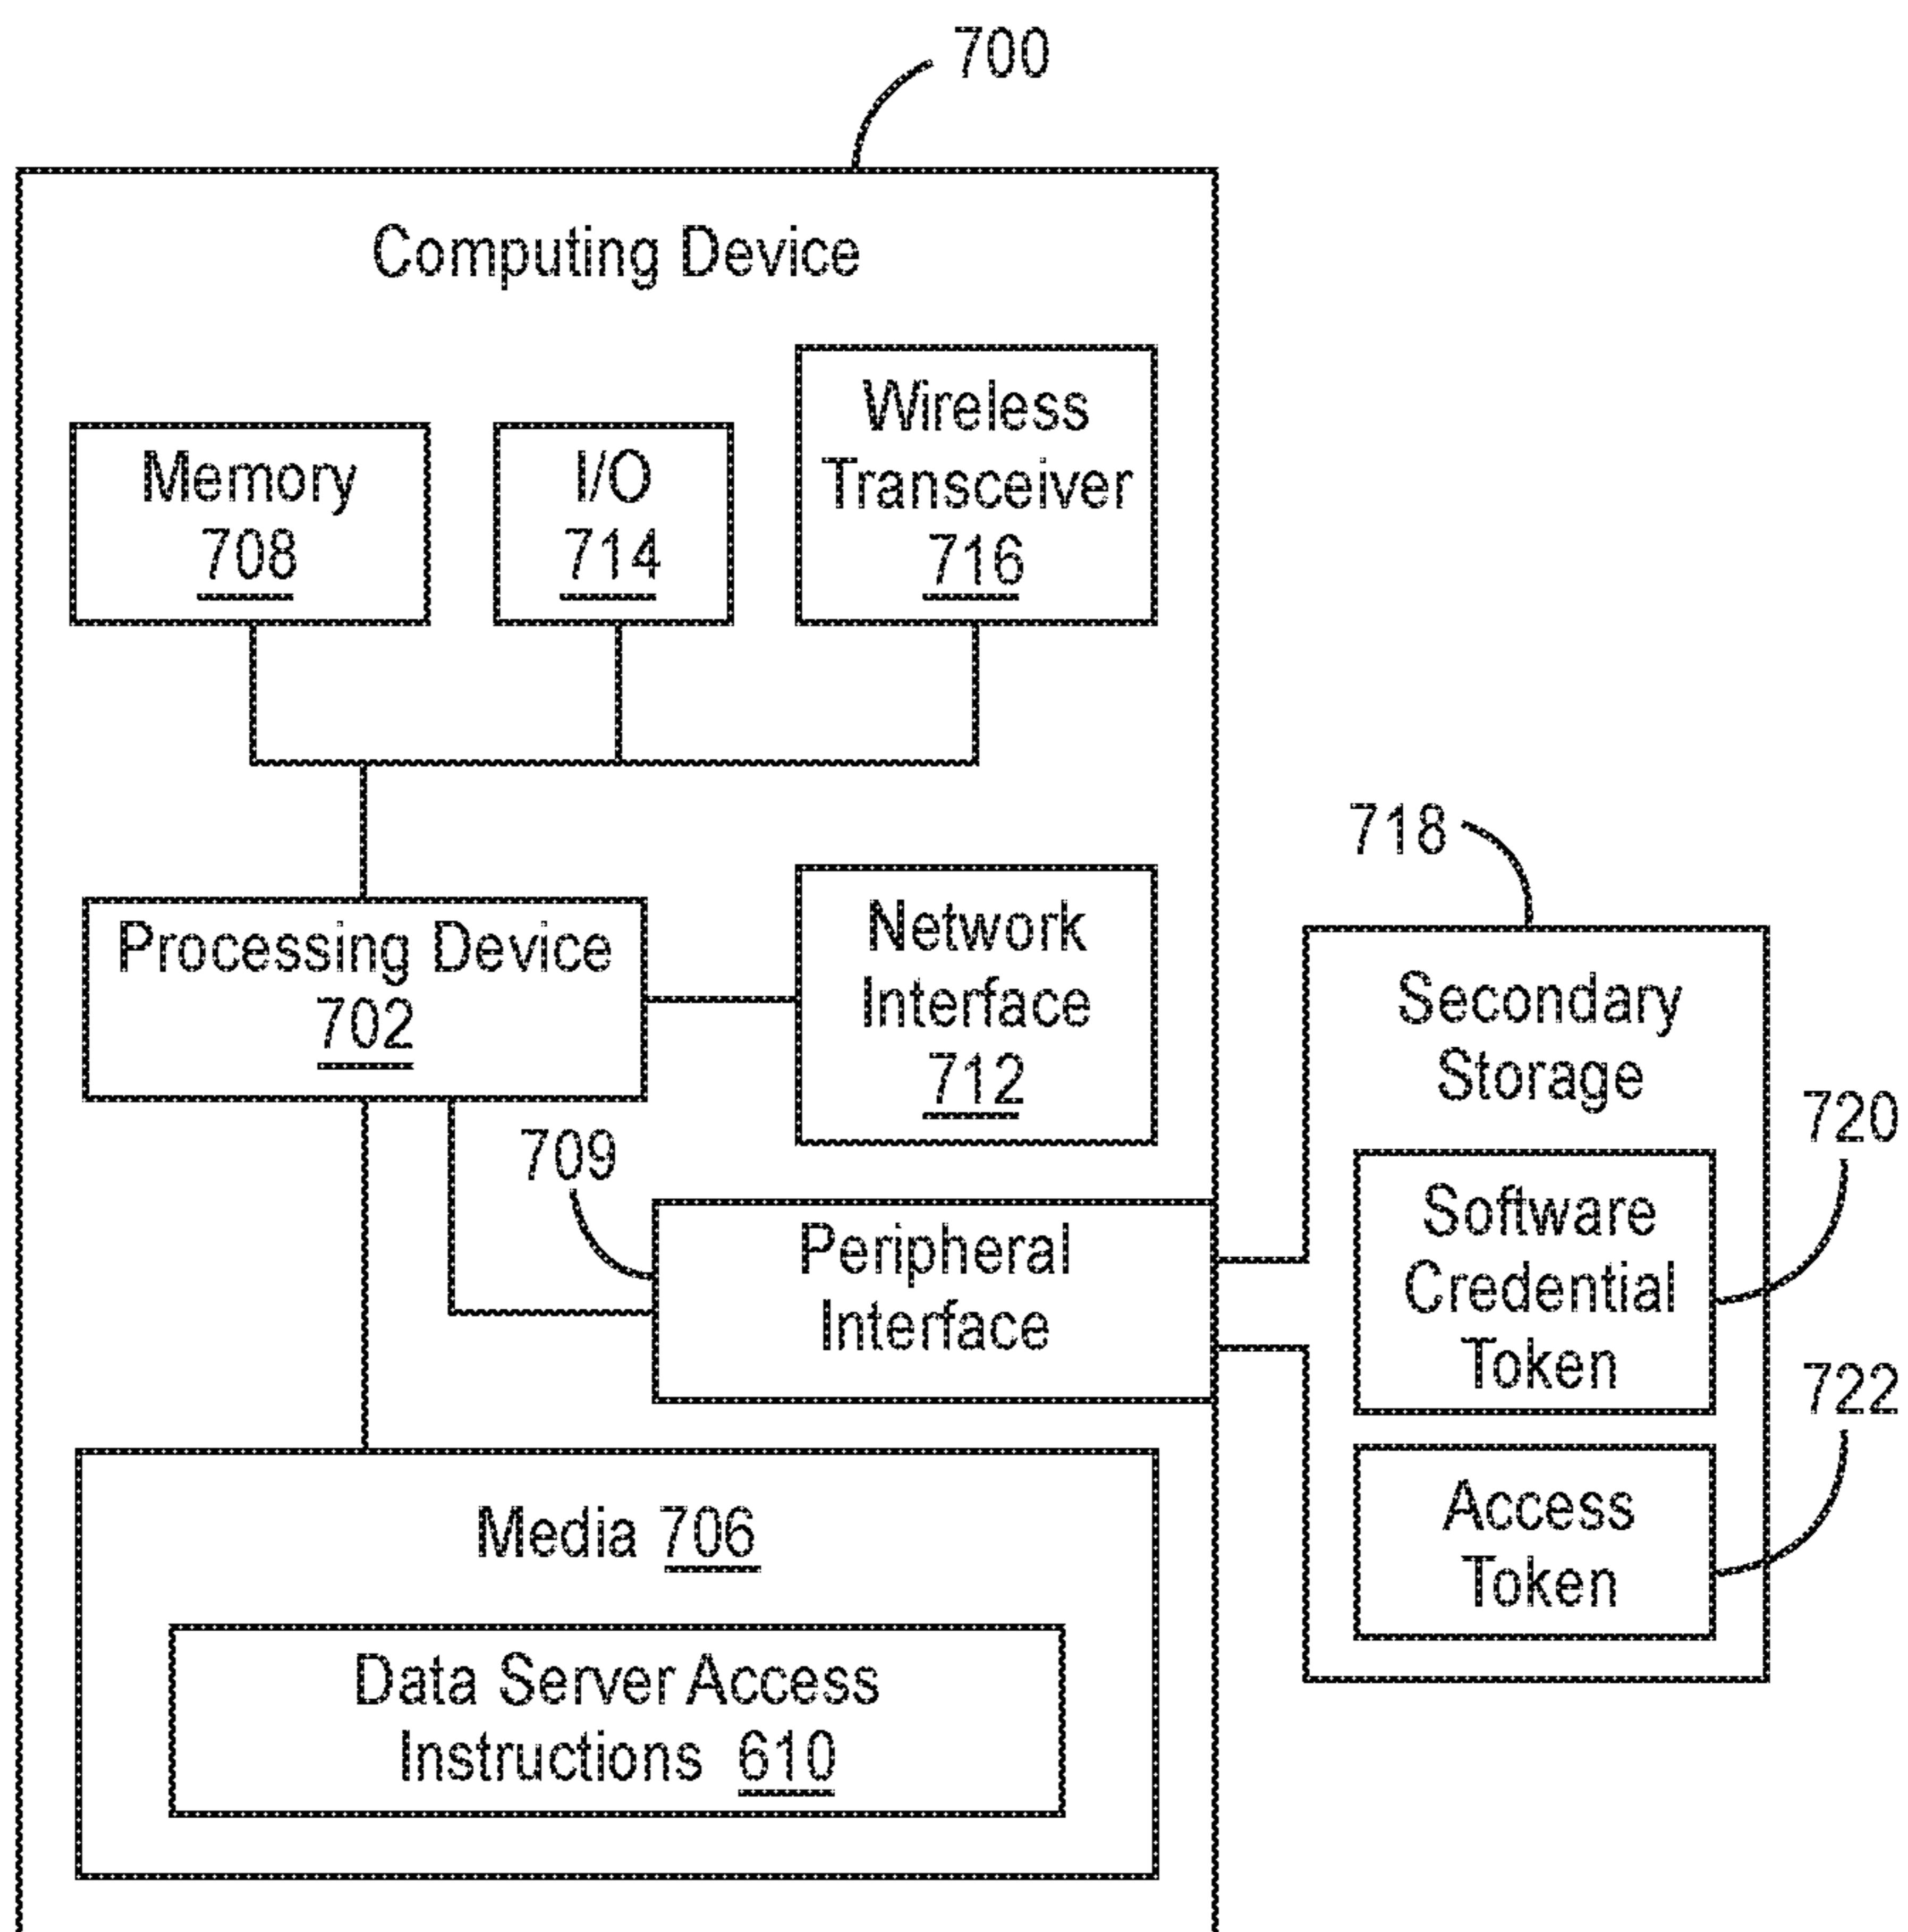 700
Computing Device
Memory
708
I/O
714
Wireless
Transceiver
716
Processing Device
702
Network
Interface
712
709
Peripheral
Interface
718
Secondary
Storage
720
Software
Credential
Token
722
Access
Token
Media 706
Data Server Access
Instructions 610